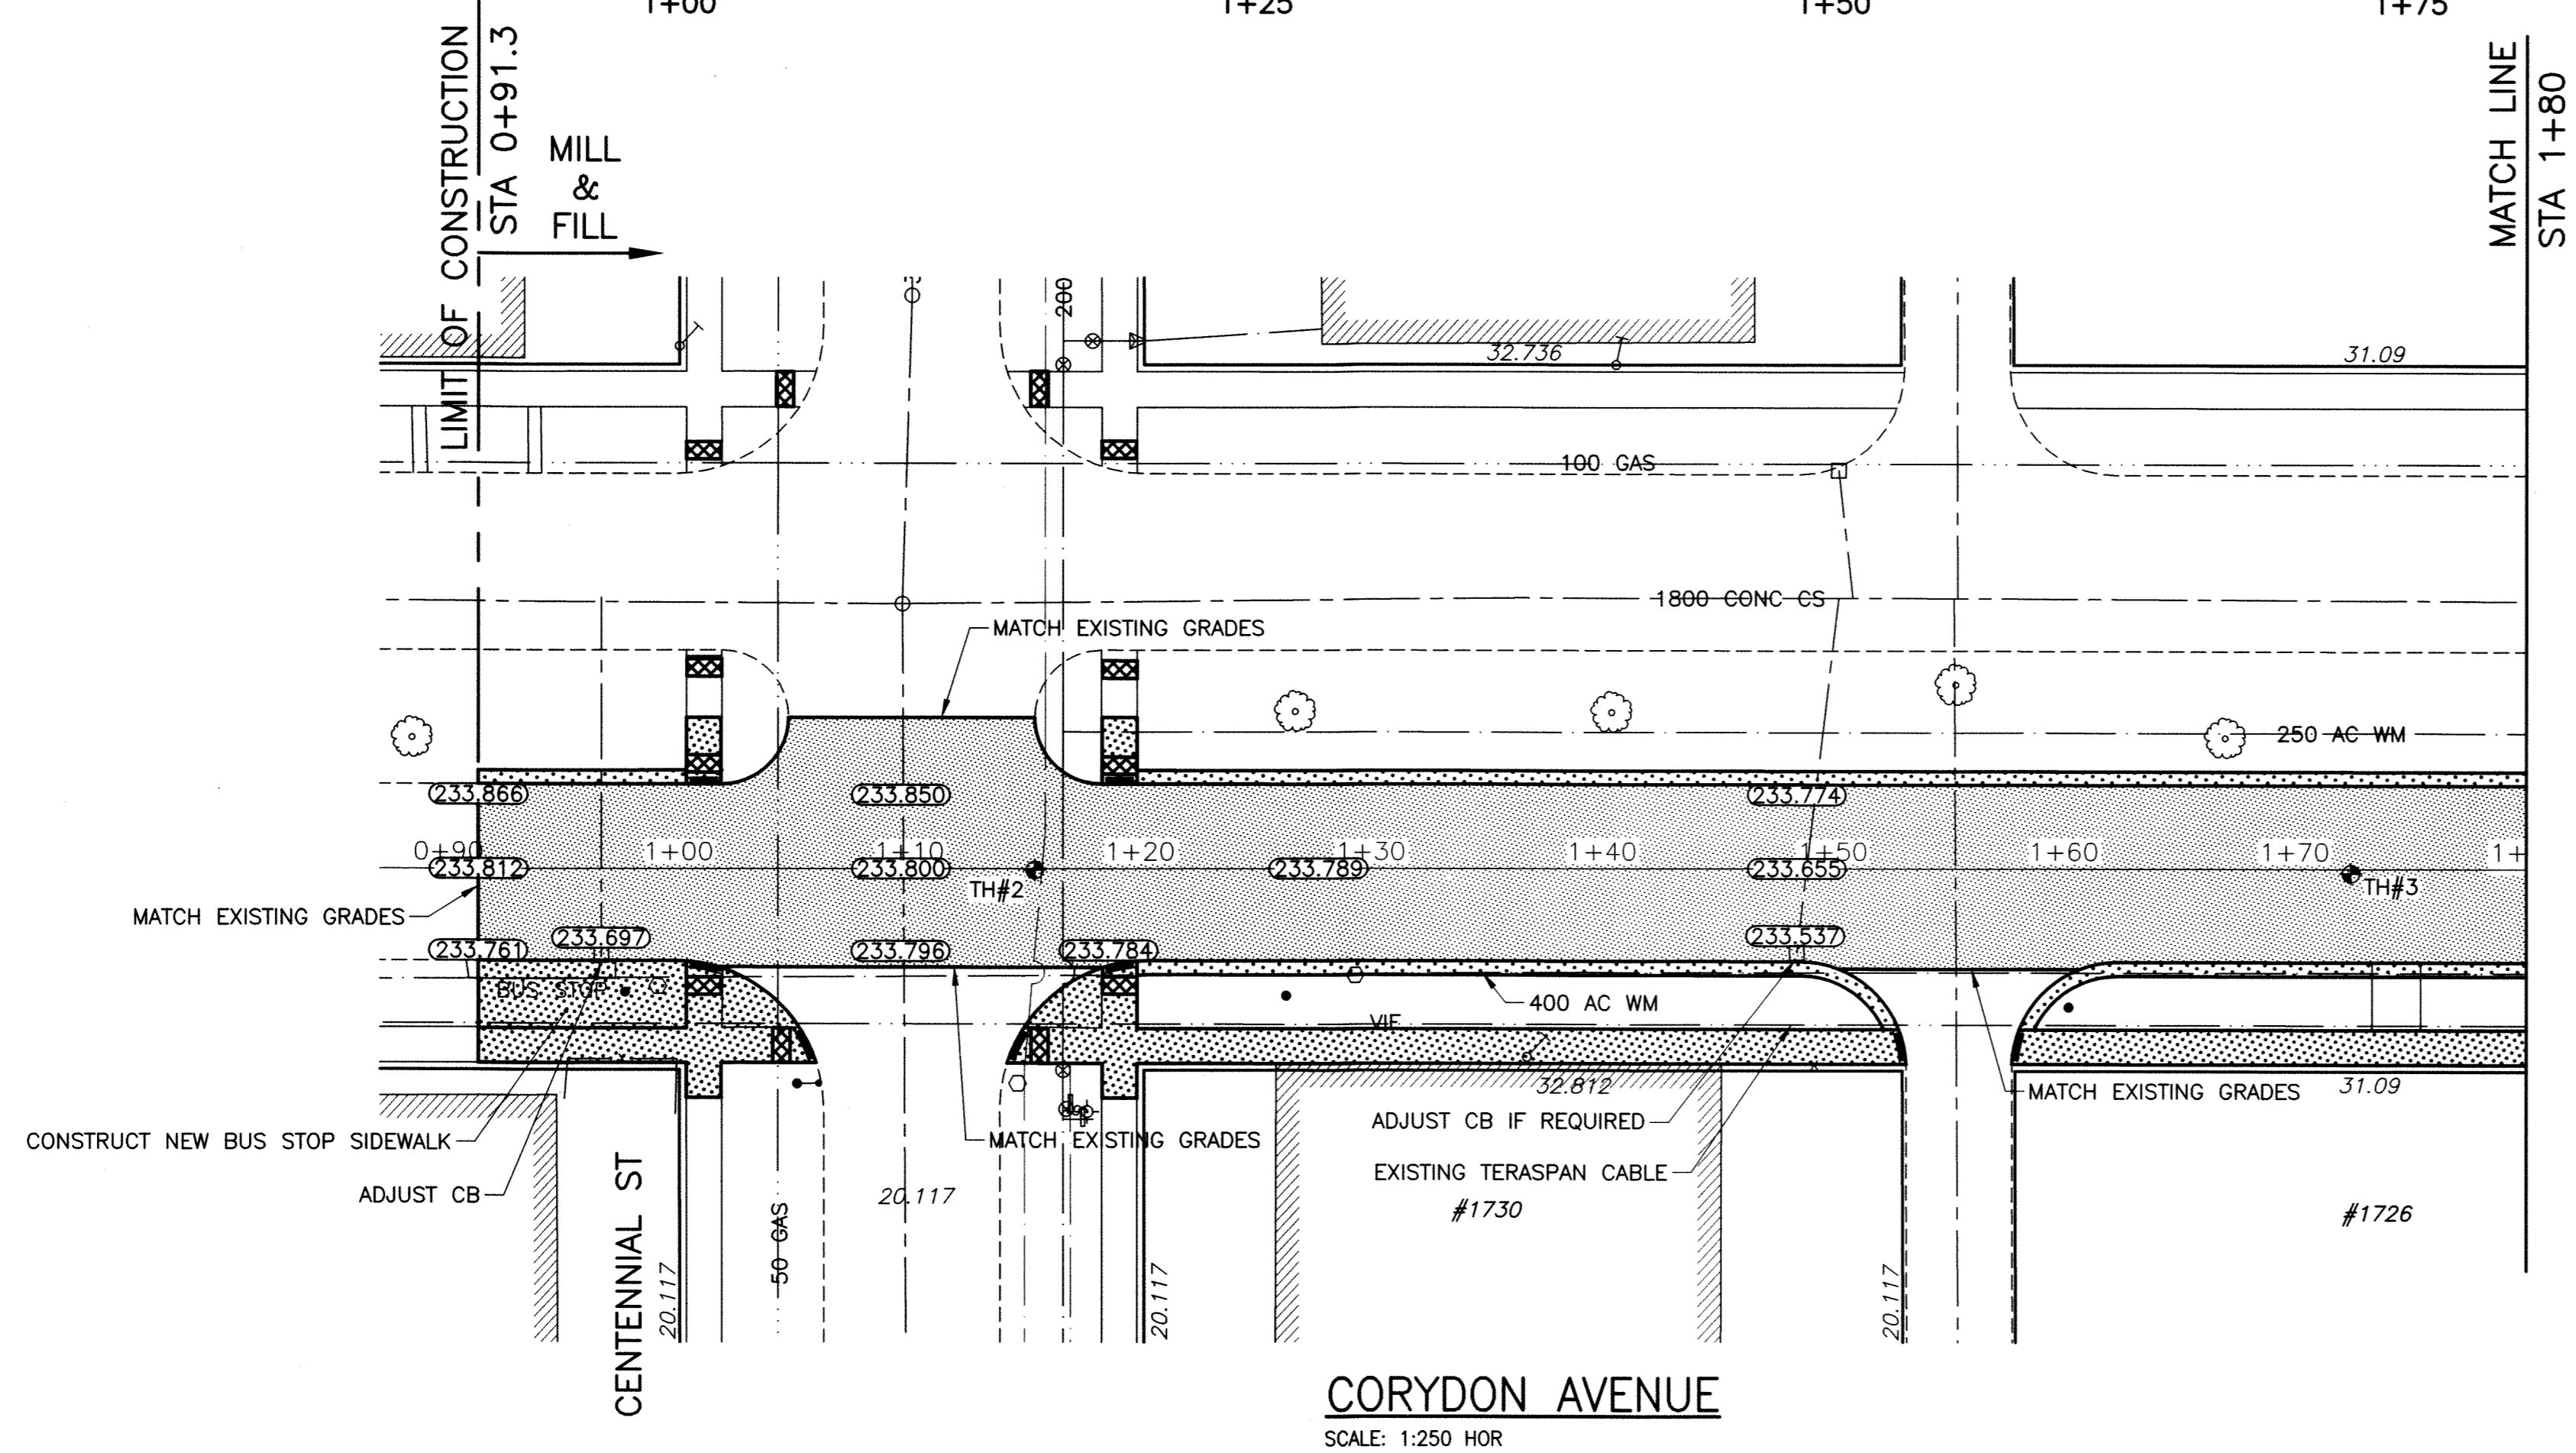 1+00
1+25
1+50
1+75
LIMIT OF CONSTRUCTION
STA 0+91.3
MILL
&
FILL
MATCH LINE
STA 1+80
200
32.736
31.09
100 GAS
1800 CONC CS
MATCH EXISTING GRADES
250 AC WM
233.866
233.850
233.774
0+90
1+00
1+10
1+20
1+30
1+40
1+50
1+60
1+70
1+
233.812
233.800
233.789
233.655
TH#2
TH#3
MATCH EXISTING GRADES
233.761
233.697
233.796
233.784
233.537
BUS STOP
400 AC WM
VIF
32.812
MATCH EXISTING GRADES
31.09
ADJUST CB IF REQUIRED
CONSTRUCT NEW BUS STOP SIDEWALK
MATCH EXISTING GRADES
EXISTING TERASPAN CABLE
ADJUST CB
20.117
#1730
#1726
CENTENNIAL ST
20.117
50 GAS
20.117
20.117
CORYDON AVENUE
SCALE: 1:250 HOR